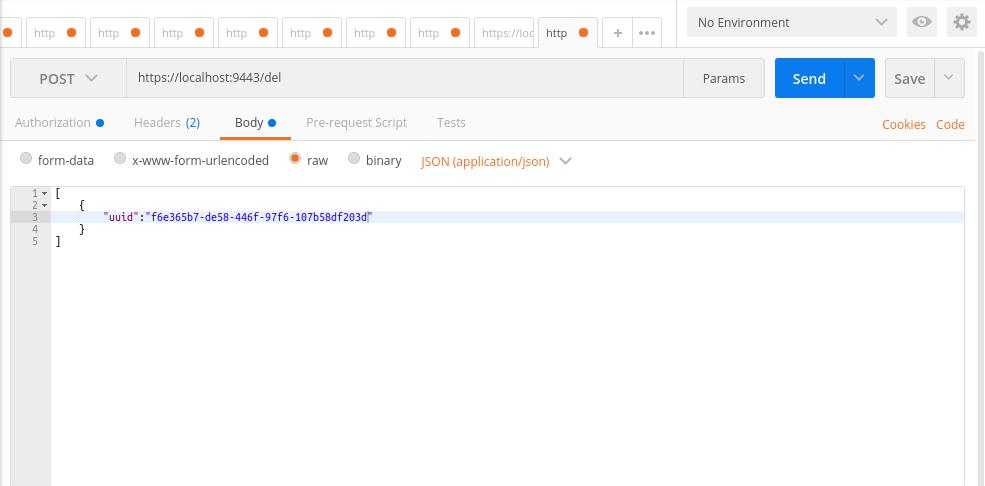 http http http http http http http https://loc http + ••• No Environment
POST https://localhost:9443/del Params Send Save
Authorization Headers (2) Body Pre-request Script Tests Cookies Code
form-data x-www-form-urlencoded raw binary JSON (application/json)
1 [
2 {
3 "uuid":"f6e365b7-de58-446f-97f6-107b58df203d"
4 }
5 ]